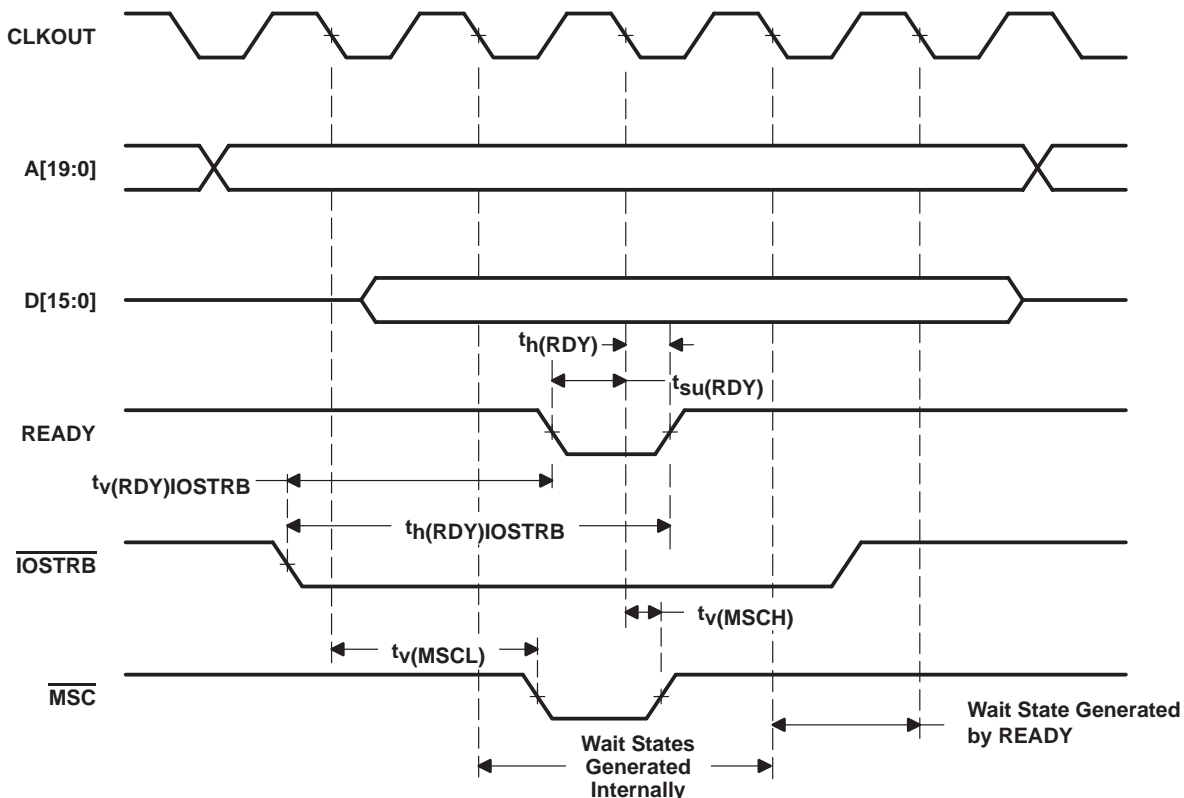 CLKOUT
A[19:0]
D[15:0]
th(RDY)
tsu(RDY)
READY
tv(RDY)IOSTRB
th(RDY)IOSTRB
IOSTRB
tv(MSCH)
tv(MSCL)
MSC
Wait State Generated
by READY
Wait States
Generated
Internally